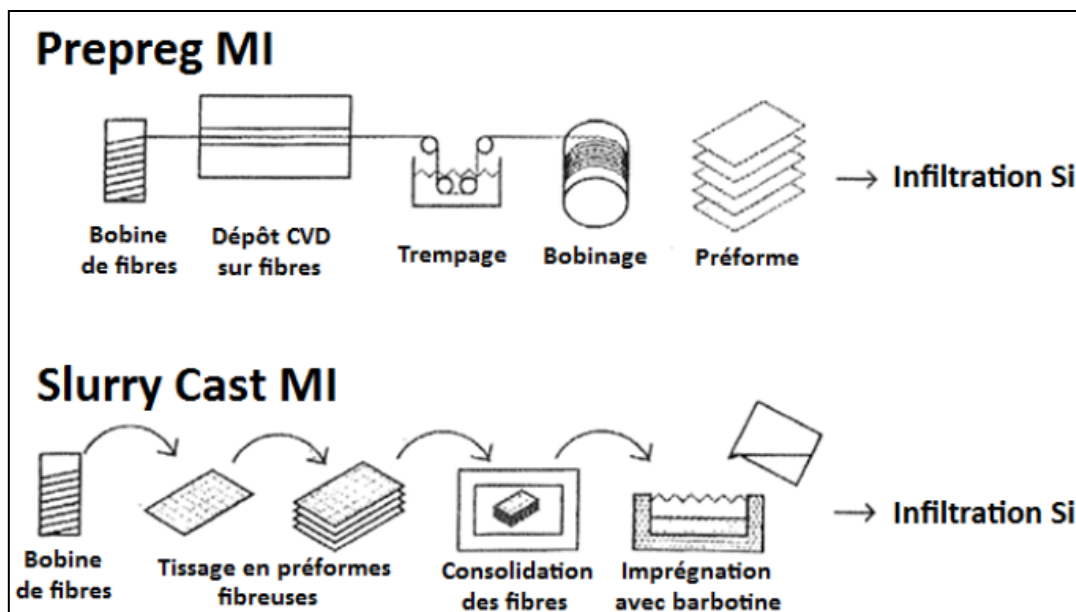 Prepreg MI
Bobine
de fibres
Dépôt CVD
sur fibres
Trempage
Bobinage
Préforme
→ Infiltration Si
Slurry Cast MI
Bobine
de fibres
Tissage en préformes
fibreuses
Consolidation
des fibres
Imprégnation
avec barbotine
→ Infiltration Si